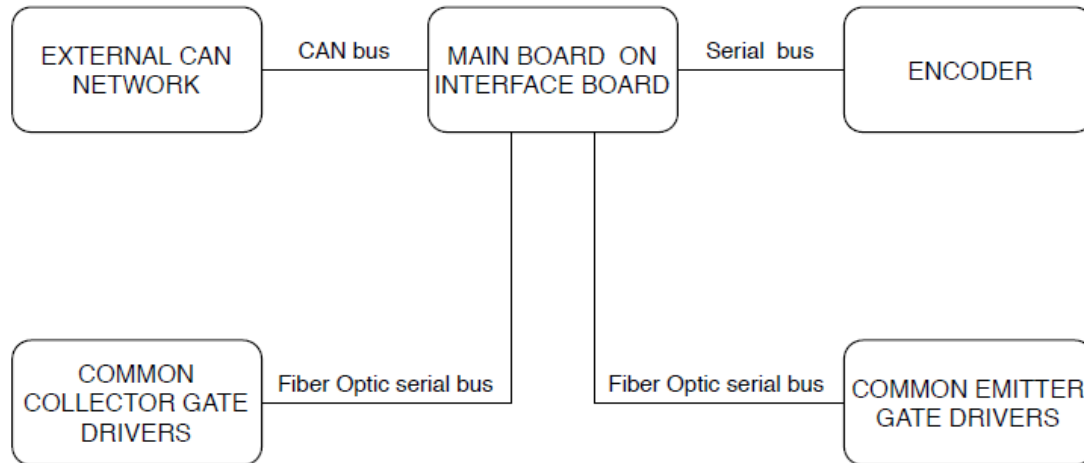 EXTERNAL CAN
NETWORK
CAN bus
MAIN BOARD ON
INTERFACE BOARD
Serial bus
ENCODER
COMMON
COLLECTOR GATE
DRIVERS
Fiber Optic serial bus
Fiber Optic serial bus
COMMON EMITTER
GATE DRIVERS